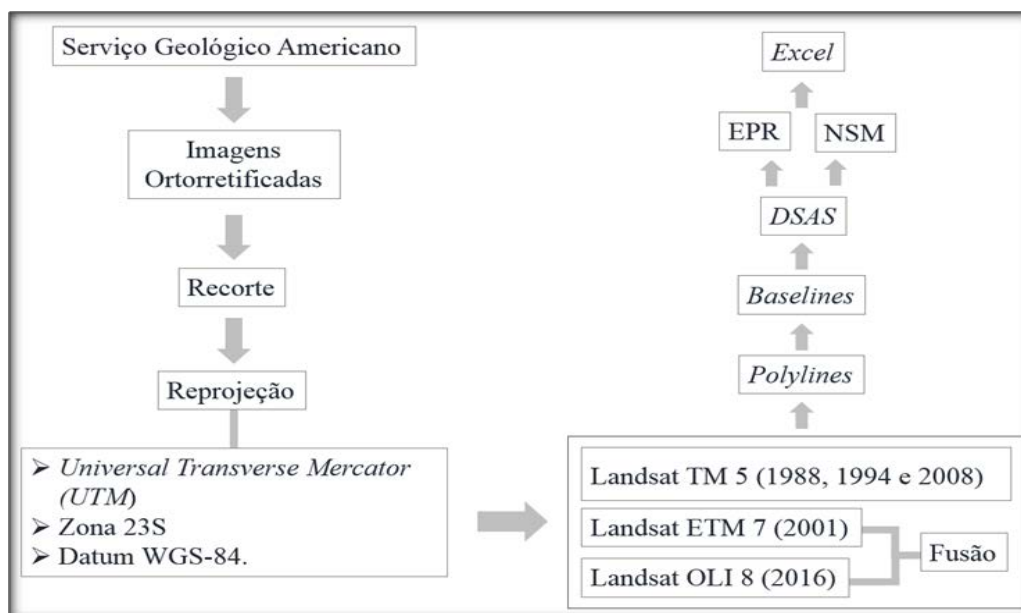 Serviço Geológico Americano
Imagens
Ortorretificadas
Recorte
Reprojeção
➢ Universal Transverse Mercator
(UTM)
➢ Zona 23S
➢ Datum WGS-84.
Landsat TM 5 (1988, 1994 e 2008)
Landsat ETM 7 (2001)
Landsat OLI 8 (2016)
Fusão
Polylines
Baselines
DSAS
EPR
NSM
Excel